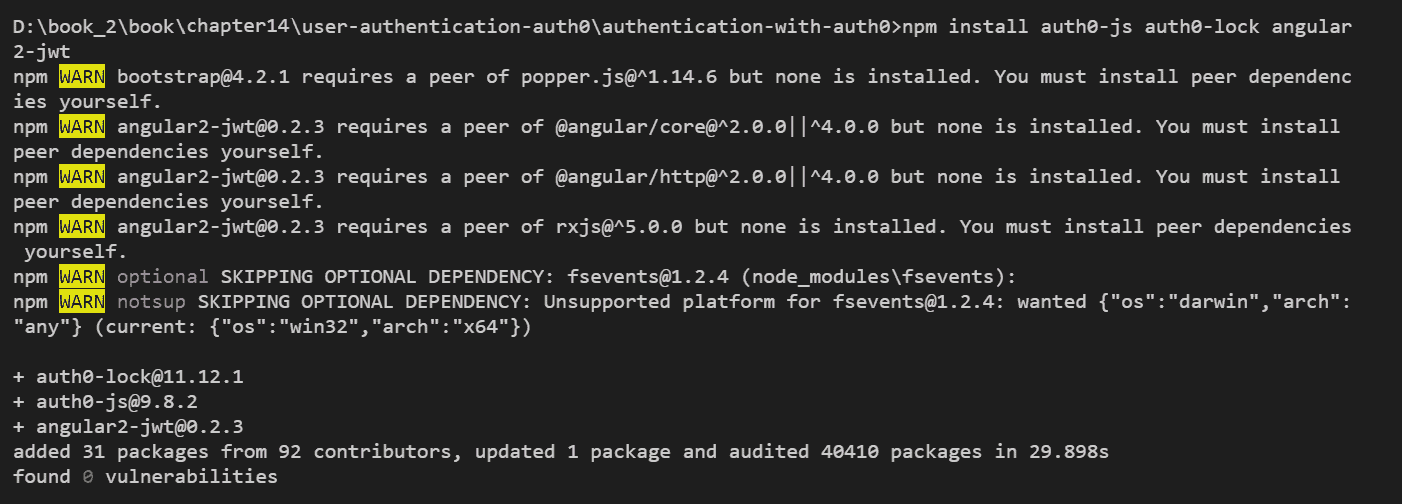 D:\book_2\book\chapter14\user-authentication-auth0\authentication-with-auth0>npm install auth0-js auth0-lock angular
2-jwt
npm WARN bootstrap@4.2.1 requires a peer of popper.js@^1.14.6 but none is installed. You must install peer dependenc
ies yourself.
npm WARN angular2-jwt@0.2.3 requires a peer of @angular/core@^2.0.0||^4.0.0 but none is installed. You must install
peer dependencies yourself.
npm WARN angular2-jwt@0.2.3 requires a peer of @angular/http@^2.0.0||^4.0.0 but none is installed. You must install
peer dependencies yourself.
npm WARN angular2-jwt@0.2.3 requires a peer of rxjs@^5.0.0 but none is installed. You must install peer dependencies
 yourself.
npm WARN optional SKIPPING OPTIONAL DEPENDENCY: fsevents@1.2.4 (node_modules\fsevents):
npm WARN notsup SKIPPING OPTIONAL DEPENDENCY: Unsupported platform for fsevents@1.2.4: wanted {"os":"darwin","arch":
"any"} (current: {"os":"win32","arch":"x64"})

+ auth0-lock@11.12.1
+ auth0-js@9.8.2
+ angular2-jwt@0.2.3
added 31 packages from 92 contributors, updated 1 package and audited 40410 packages in 29.898s
found 0 vulnerabilities